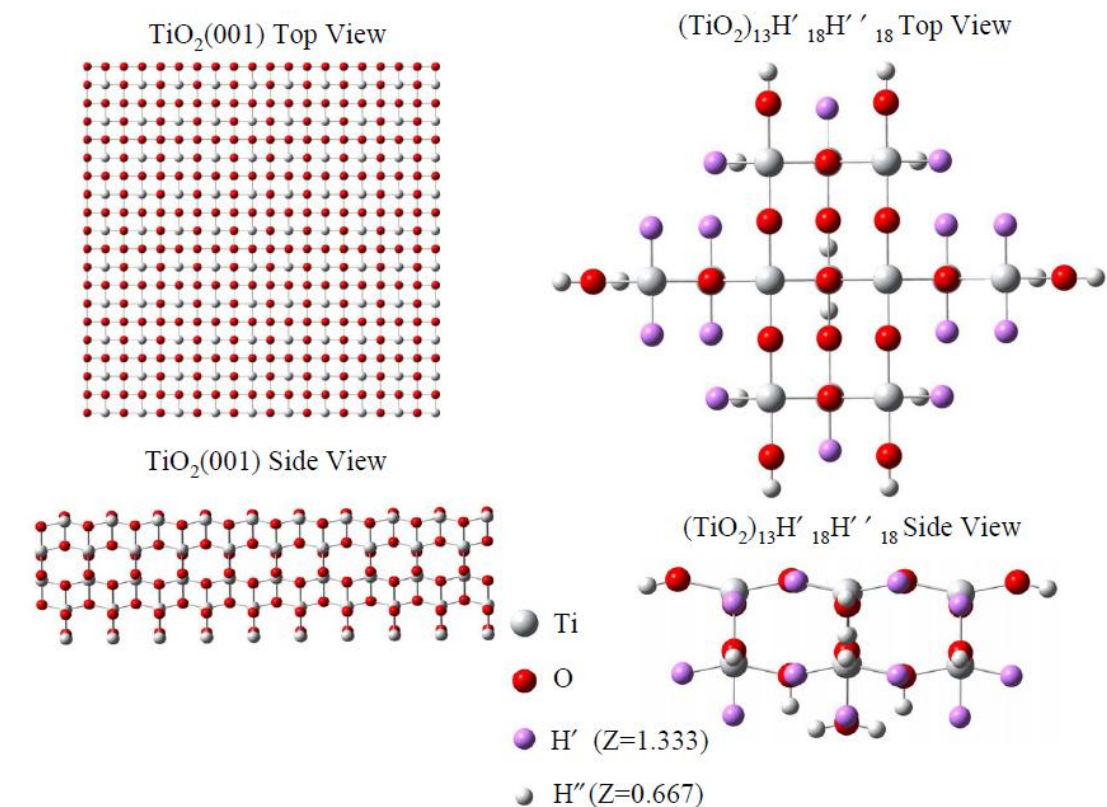 TiO₂(001) Top View
(TiO₂)₁₃H′₁₈H′′₁₈ Top View
TiO₂(001) Side View
(TiO₂)₁₃H′₁₈H′′₁₈ Side View
Ti
O
H′ (Z=1.333)
H″(Z=0.667)